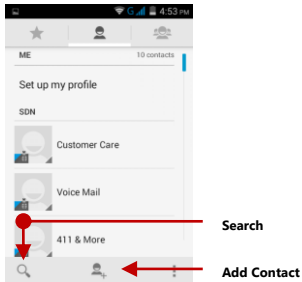 G 4:53 PM
ME 10 contacts
Set up my profile
SDN
Customer Care
Voice Mail
411 & More
Search
Add Contact